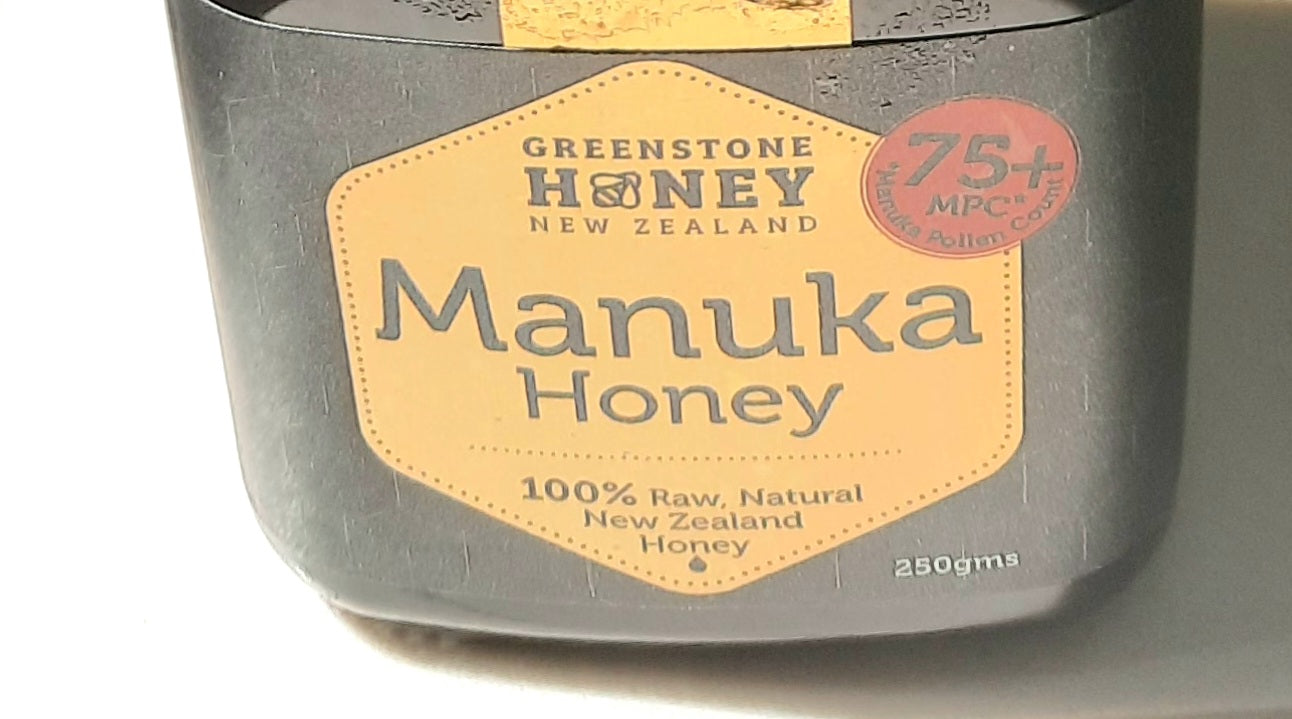 GREENSTONE
HONEY
NEW ZEALAND
75+
MPC*
*Manuka Pollen Count
Manuka
Honey
100% Raw, Natural
New Zealand
Honey
250gms